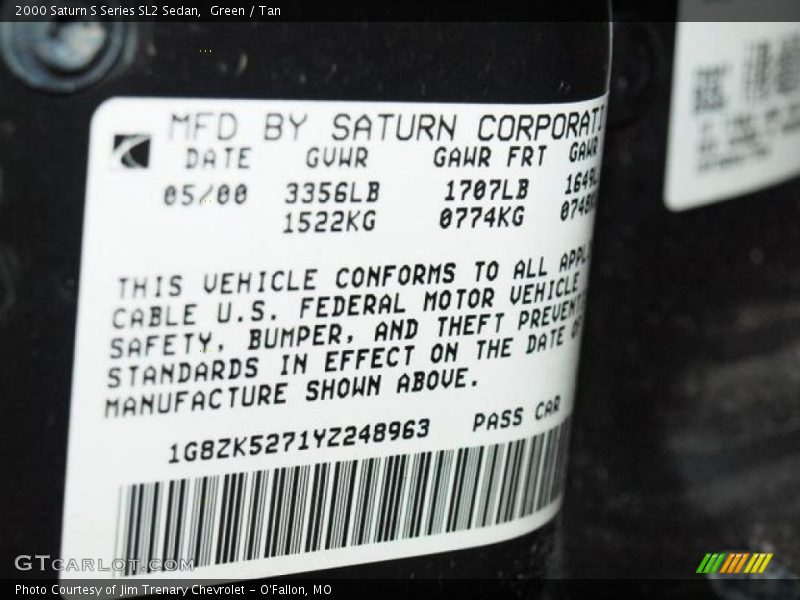 2000 Saturn S Series SL2 Sedan,  Green / Tan
MFD BY SATURN CORPORATI
DATE GVWR GAWR FRT GAWR
05/00 3356LB 1707LB 1649L
1522KG 0774KG 0748K
THIS VEHICLE CONFORMS TO ALL APPL
CABLE U.S. FEDERAL MOTOR VEHICLE
SAFETY, BUMPER, AND THEFT PREVENT
STANDARDS IN EFFECT ON THE DATE O
MANUFACTURE SHOWN ABOVE.
1G8ZK5271YZ248963 PASS CAR
GTCARLOT.COM
Photo Courtesy of Jim Trenary Chevrolet - O'Fallon, MO